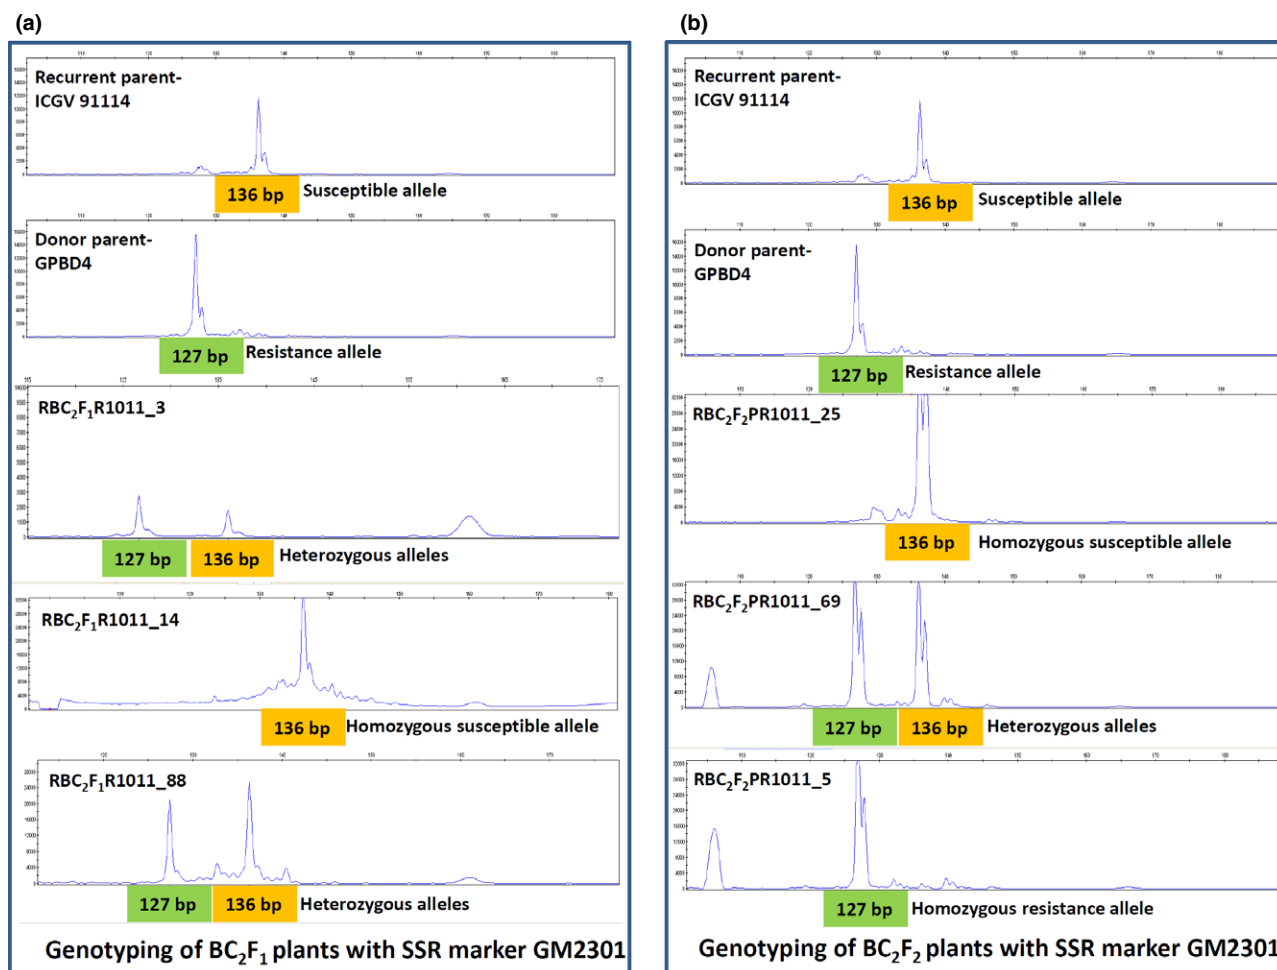 (a)
Recurrent parent-
ICGV 91114
136 bp Susceptible allele
Donor parent-
GPBD4
127 bp Resistance allele
RBC2F1R1011_3
127 bp 136 bp Heterozygous alleles
RBC2F1R1011_14
136 bp Homozygous susceptible allele
RBC2F1R1011_88
127 bp 136 bp Heterozygous alleles
Genotyping of BC2F1 plants with SSR marker GM2301
(b)
Recurrent parent-
ICGV 91114
136 bp Susceptible allele
Donor parent-
GPBD4
127 bp Resistance allele
RBC2F2PR1011_25
136 bp Homozygous susceptible allele
RBC2F2PR1011_69
127 bp 136 bp Heterozygous alleles
RBC2F2PR1011_5
127 bp Homozygous resistance allele
Genotyping of BC2F2 plants with SSR marker GM2301